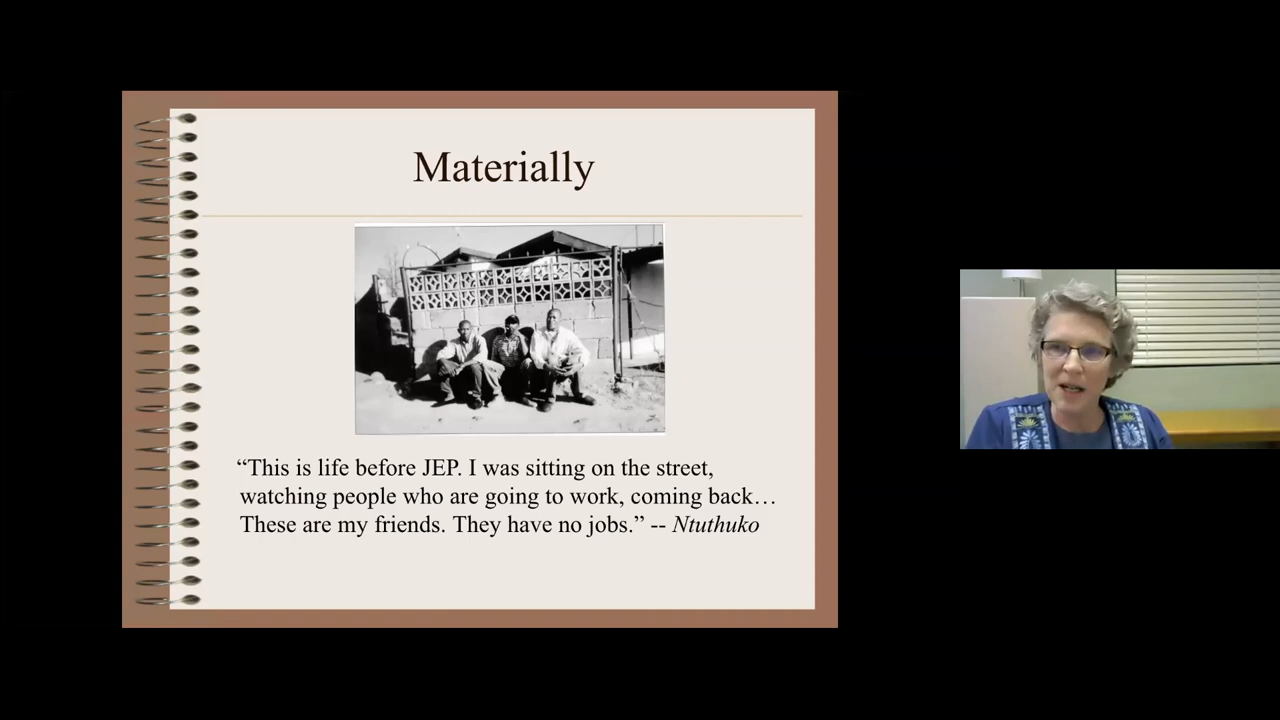 Materially
“This is life before JEP. I was sitting on the street,
watching people who are going to work, coming back…
These are my friends. They have no jobs.” -- Ntuthuko